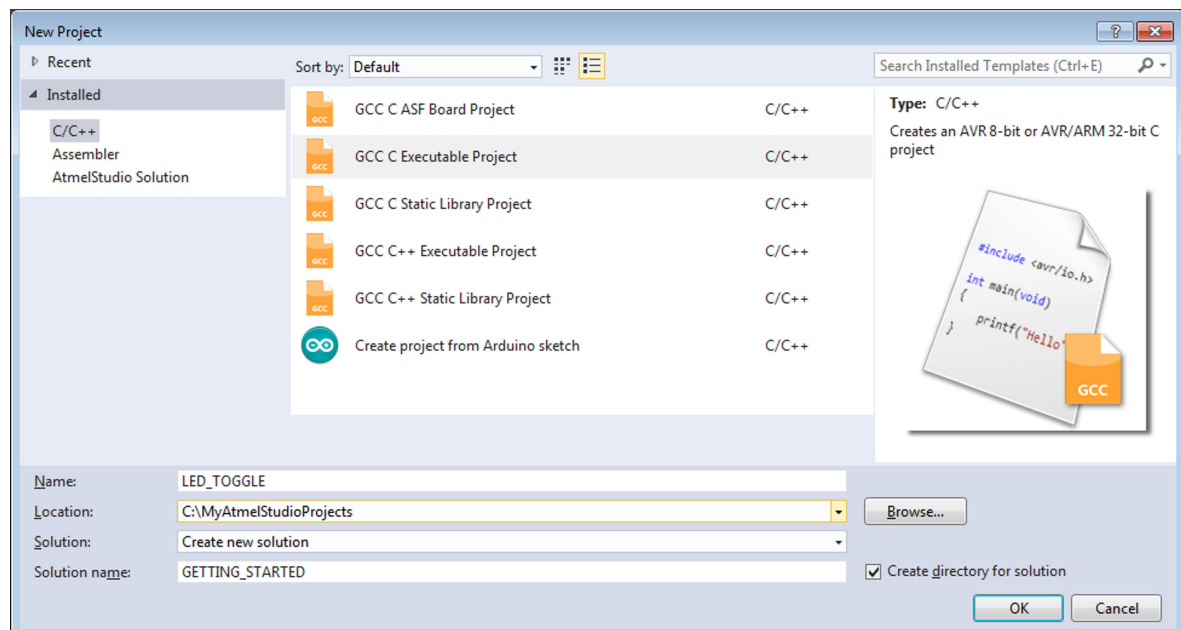 New Project
Recent
Installed
C/C++
Assembler
AtmelStudio Solution
Sort by: Default
GCC C ASF Board Project C/C++
GCC C Executable Project C/C++
GCC C Static Library Project C/C++
GCC C++ Executable Project C/C++
GCC C++ Static Library Project C/C++
Create project from Arduino sketch C/C++
Search Installed Templates (Ctrl+E)
Type: C/C++
Creates an AVR 8-bit or AVR/ARM 32-bit C
project
#include <avr/io.h>
int main(void)
{
printf("Hello"
}
GCC
Name: LED_TOGGLE
Location: C:\MyAtmelStudioProjects
Browse...
Solution: Create new solution
Solution name: GETTING_STARTED
Create directory for solution
OK Cancel